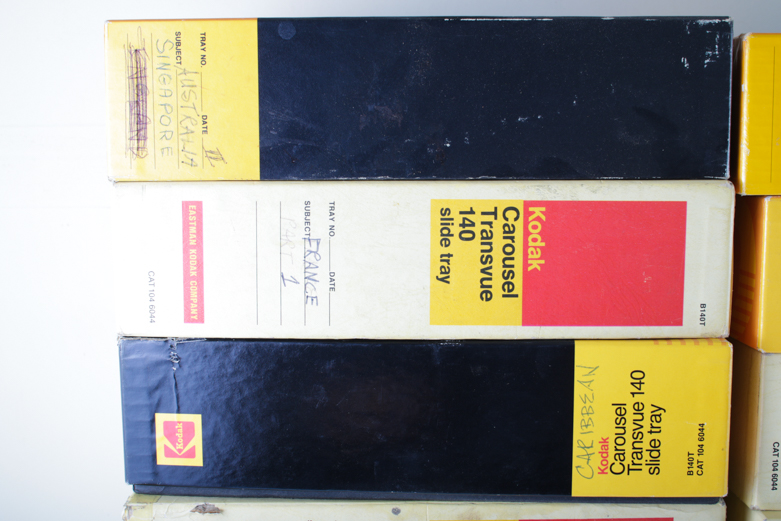 TRAY NO. DATE II
SUBJECT AUSTRALIA
SINGAPORE
Kodak
Carousel
Transvue
140
slide tray
B140T
TRAY NO. DATE
SUBJECT FRANCE
PART 1
EASTMAN KODAK COMPANY
CAT 104 6044
Kodak
CARIBBEAN
Kodak
Carousel
Transvue 140
slide tray
B140T
CAT 104 6044
CAT 104 6044